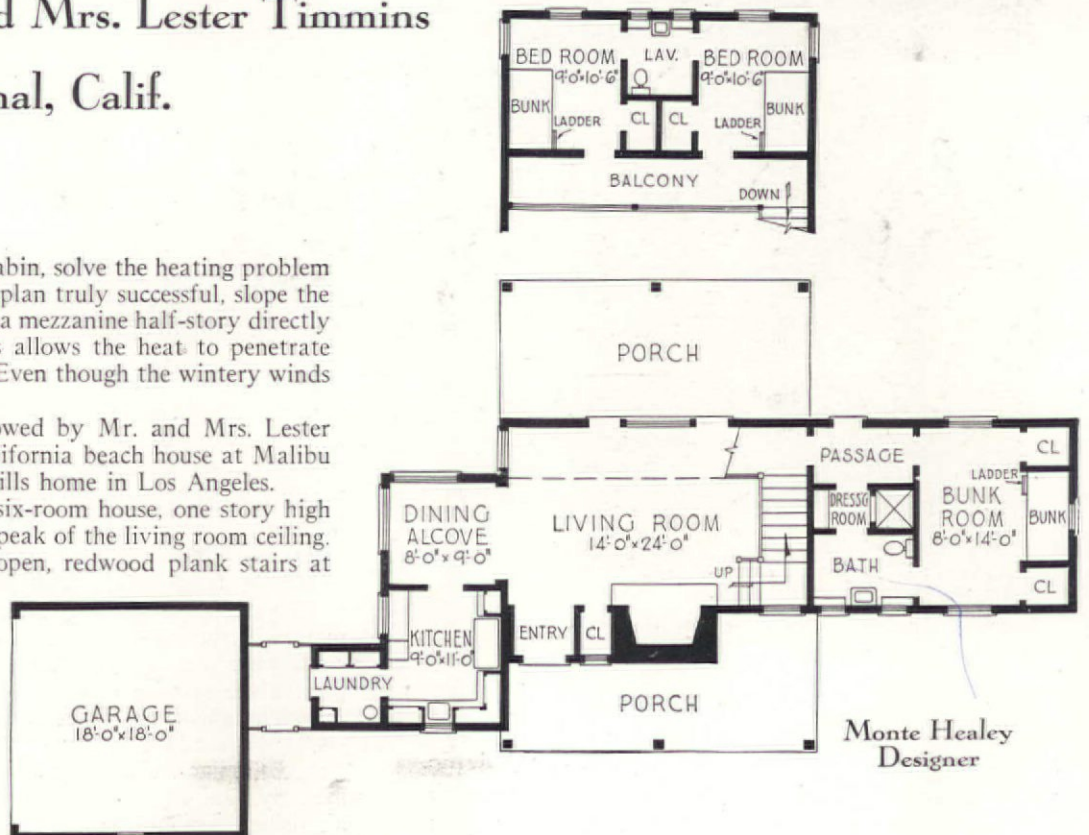 d Mrs. Lester Timmins
nal, Calif.
abin, solve the heating problem
plan truly successful, slope the
a mezzanine half-story directly
s allows the heat to penetrate
Even though the wintery winds
owed by Mr. and Mrs. Lester
ifornia beach house at Malibu
ills home in Los Angeles.
six-room house, one story high
peak of the living room ceiling.
open, redwood plank stairs at
BED ROOM
9'-0"x10'-6"
LAV.
BED ROOM
9'-0"x10'-6"
BUNK
LADDER
CL
CL
LADDER
BUNK
BALCONY
DOWN
PORCH
PASSAGE
CL
LADDER
DINING
ALCOVE
8'-0"x9'-0"
LIVING ROOM
14'-0"x24'-0"
DRESS'G
ROOM
BUNK
ROOM
8'-0"x14'-0"
BUNK
UP
BATH
CL
KITCHEN
9'-0"x11'-0"
ENTRY
CL
LAUNDRY
GARAGE
18'-0"x18'-0"
PORCH
Monte Healey
Designer